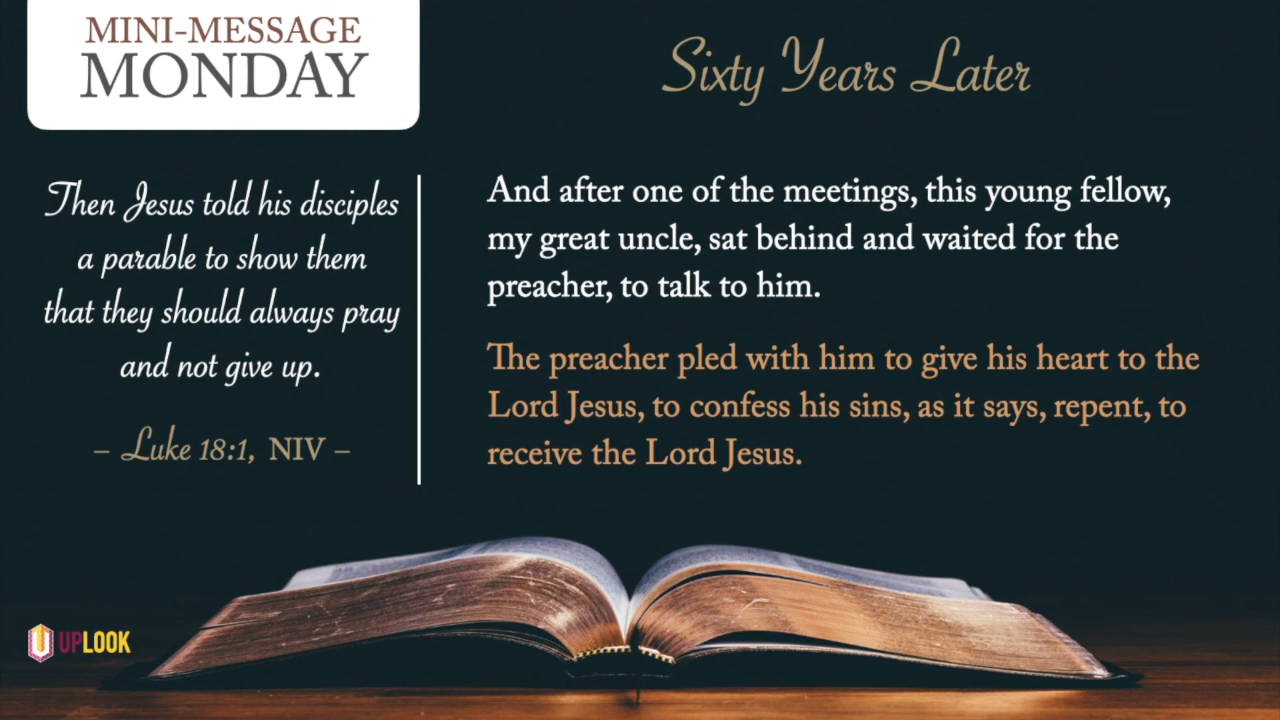 MINI-MESSAGE
MONDAY
Sixty Years Later
Then Jesus told his disciples
a parable to show them
that they should always pray
and not give up.
– Luke 18:1, NIV –
And after one of the meetings, this young fellow,
my great uncle, sat behind and waited for the
preacher, to talk to him.
The preacher pled with him to give his heart to the
Lord Jesus, to confess his sins, as it says, repent, to
receive the Lord Jesus.
UPLOOK